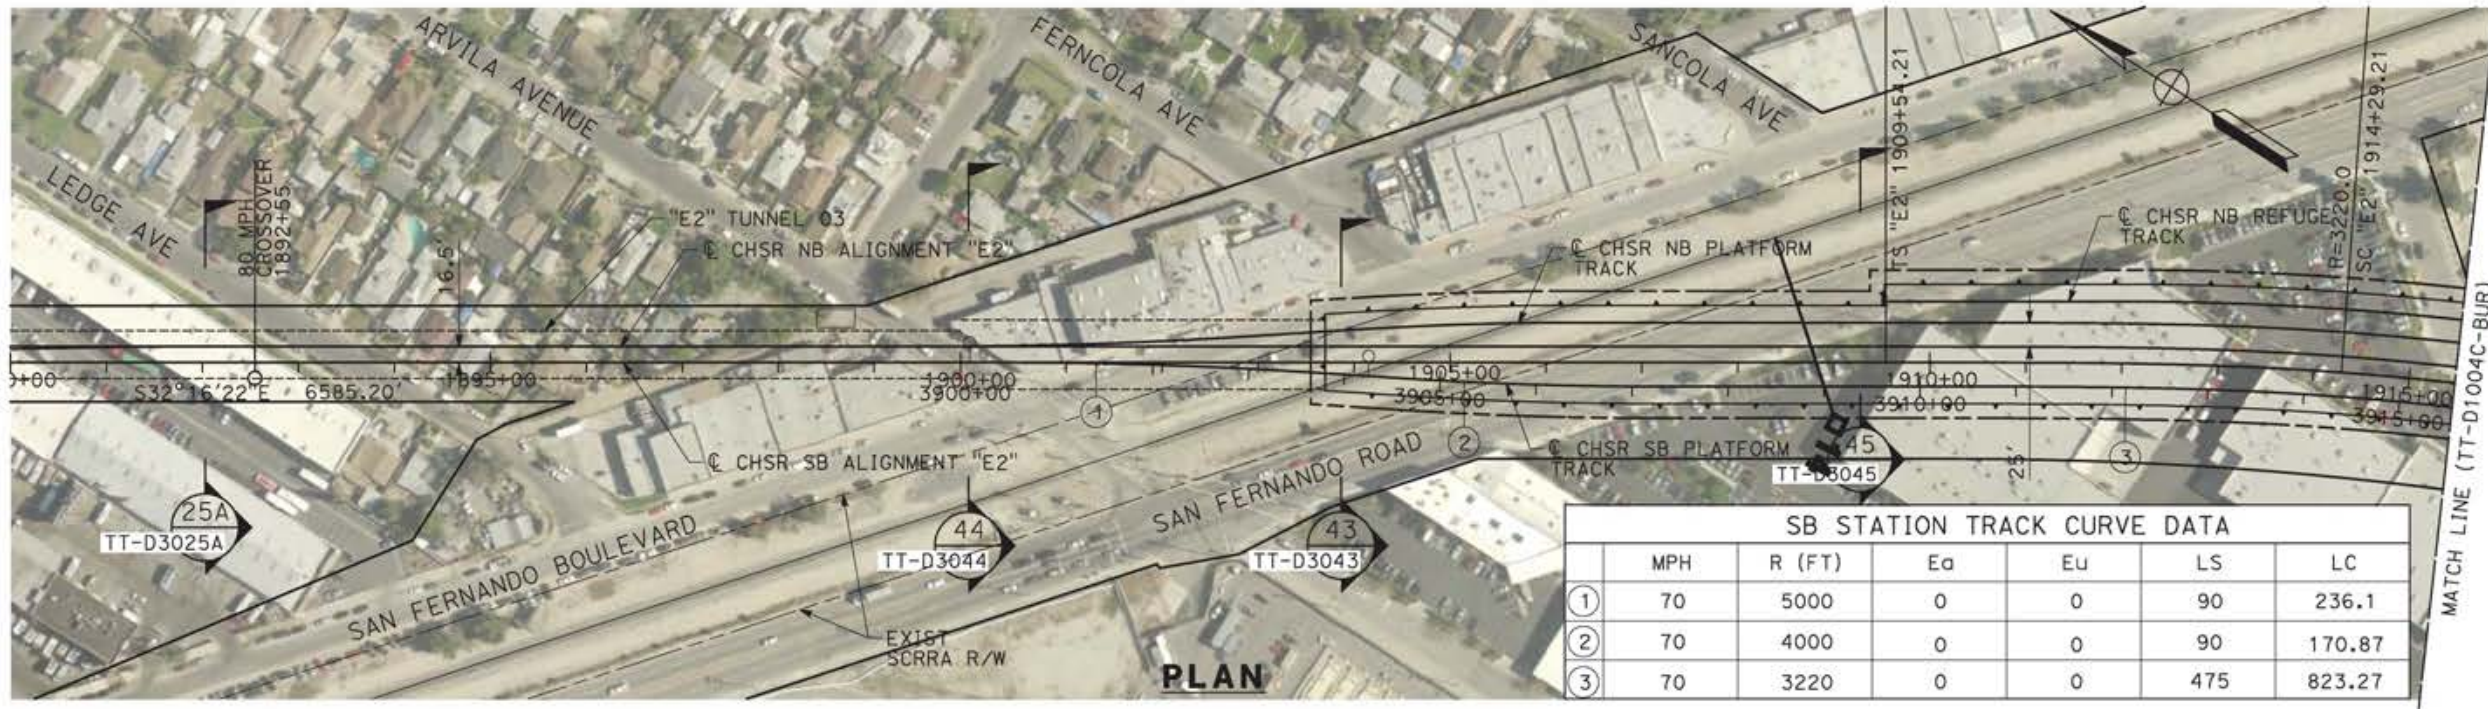 ARVILA AVENUE
FERNCOLA AVE
SANCOLA AVE
LEDGE AVE
80 MPH
CROSSOVER
1892+55
16.5'
"E2" TUNNEL 03
℄ CHSR NB ALIGNMENT "E2"
℄ CHSR NB PLATFORM
TRACK
TS "E2" 1909+54.21
℄ CHSR NB REFUGE
TRACK
R=3220.0
SC "E2" 1914+29.21
MATCH LINE (TT-D1004C-BUR)
0+00
S32°16'22"E 6585.20'
1895+00
1900+00
3900+00
1905+00
3905+00
1910+00
3910+00
1915+00
3915+00
1
2
3
25'
℄ CHSR SB ALIGNMENT "E2"
℄ CHSR SB PLATFORM
TRACK
SAN FERNANDO BOULEVARD
SAN FERNANDO ROAD
25A
TT-D3025A
44
TT-D3044
43
TT-D3043
45
TT-D3045
EXIST
SCRRA R/W
PLAN
SB STATION TRACK CURVE DATA
MPH R (FT) Ea Eu LS LC
1 70 5000 0 0 90 236.1
2 70 4000 0 0 90 170.87
3 70 3220 0 0 475 823.27